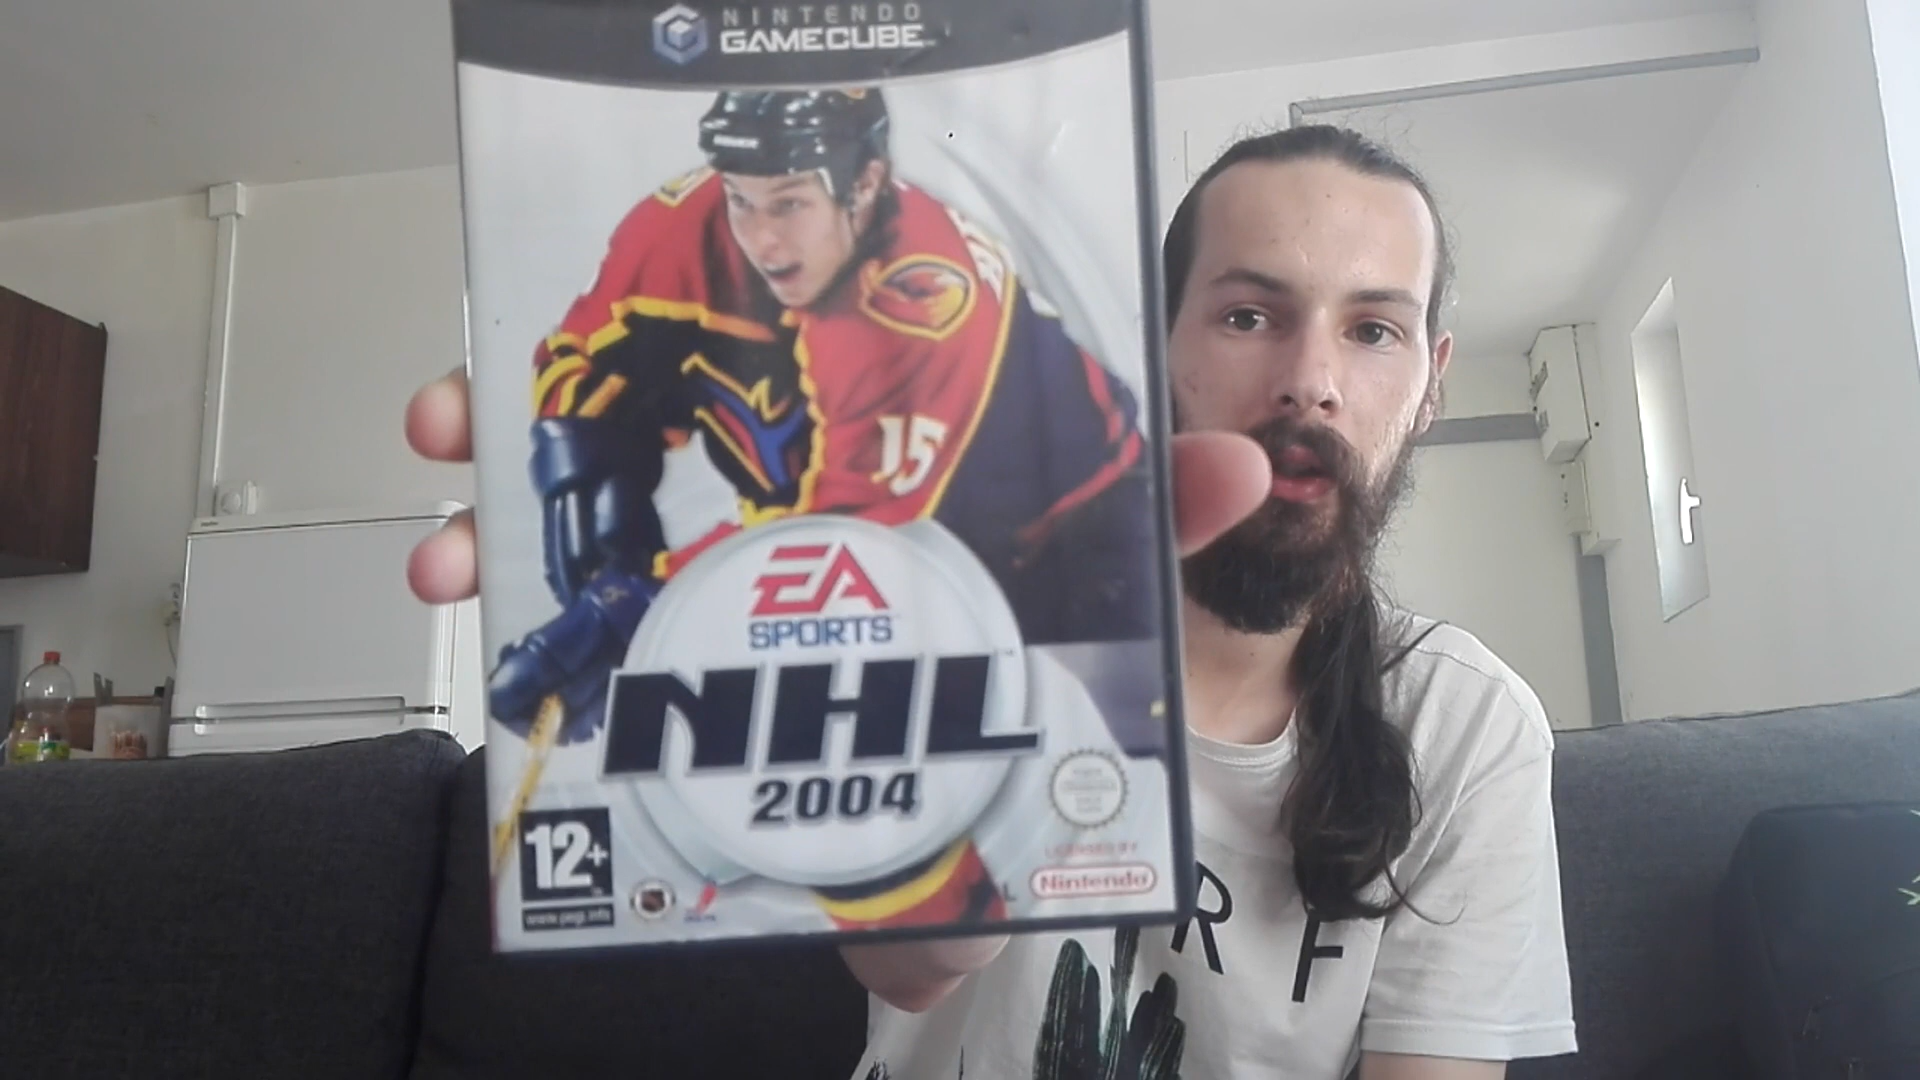 NINTENDO
GAMECUBE
15
EA
SPORTS
NHL
2004
12+
www.pegi.info
LICENSED BY
Nintendo
R F